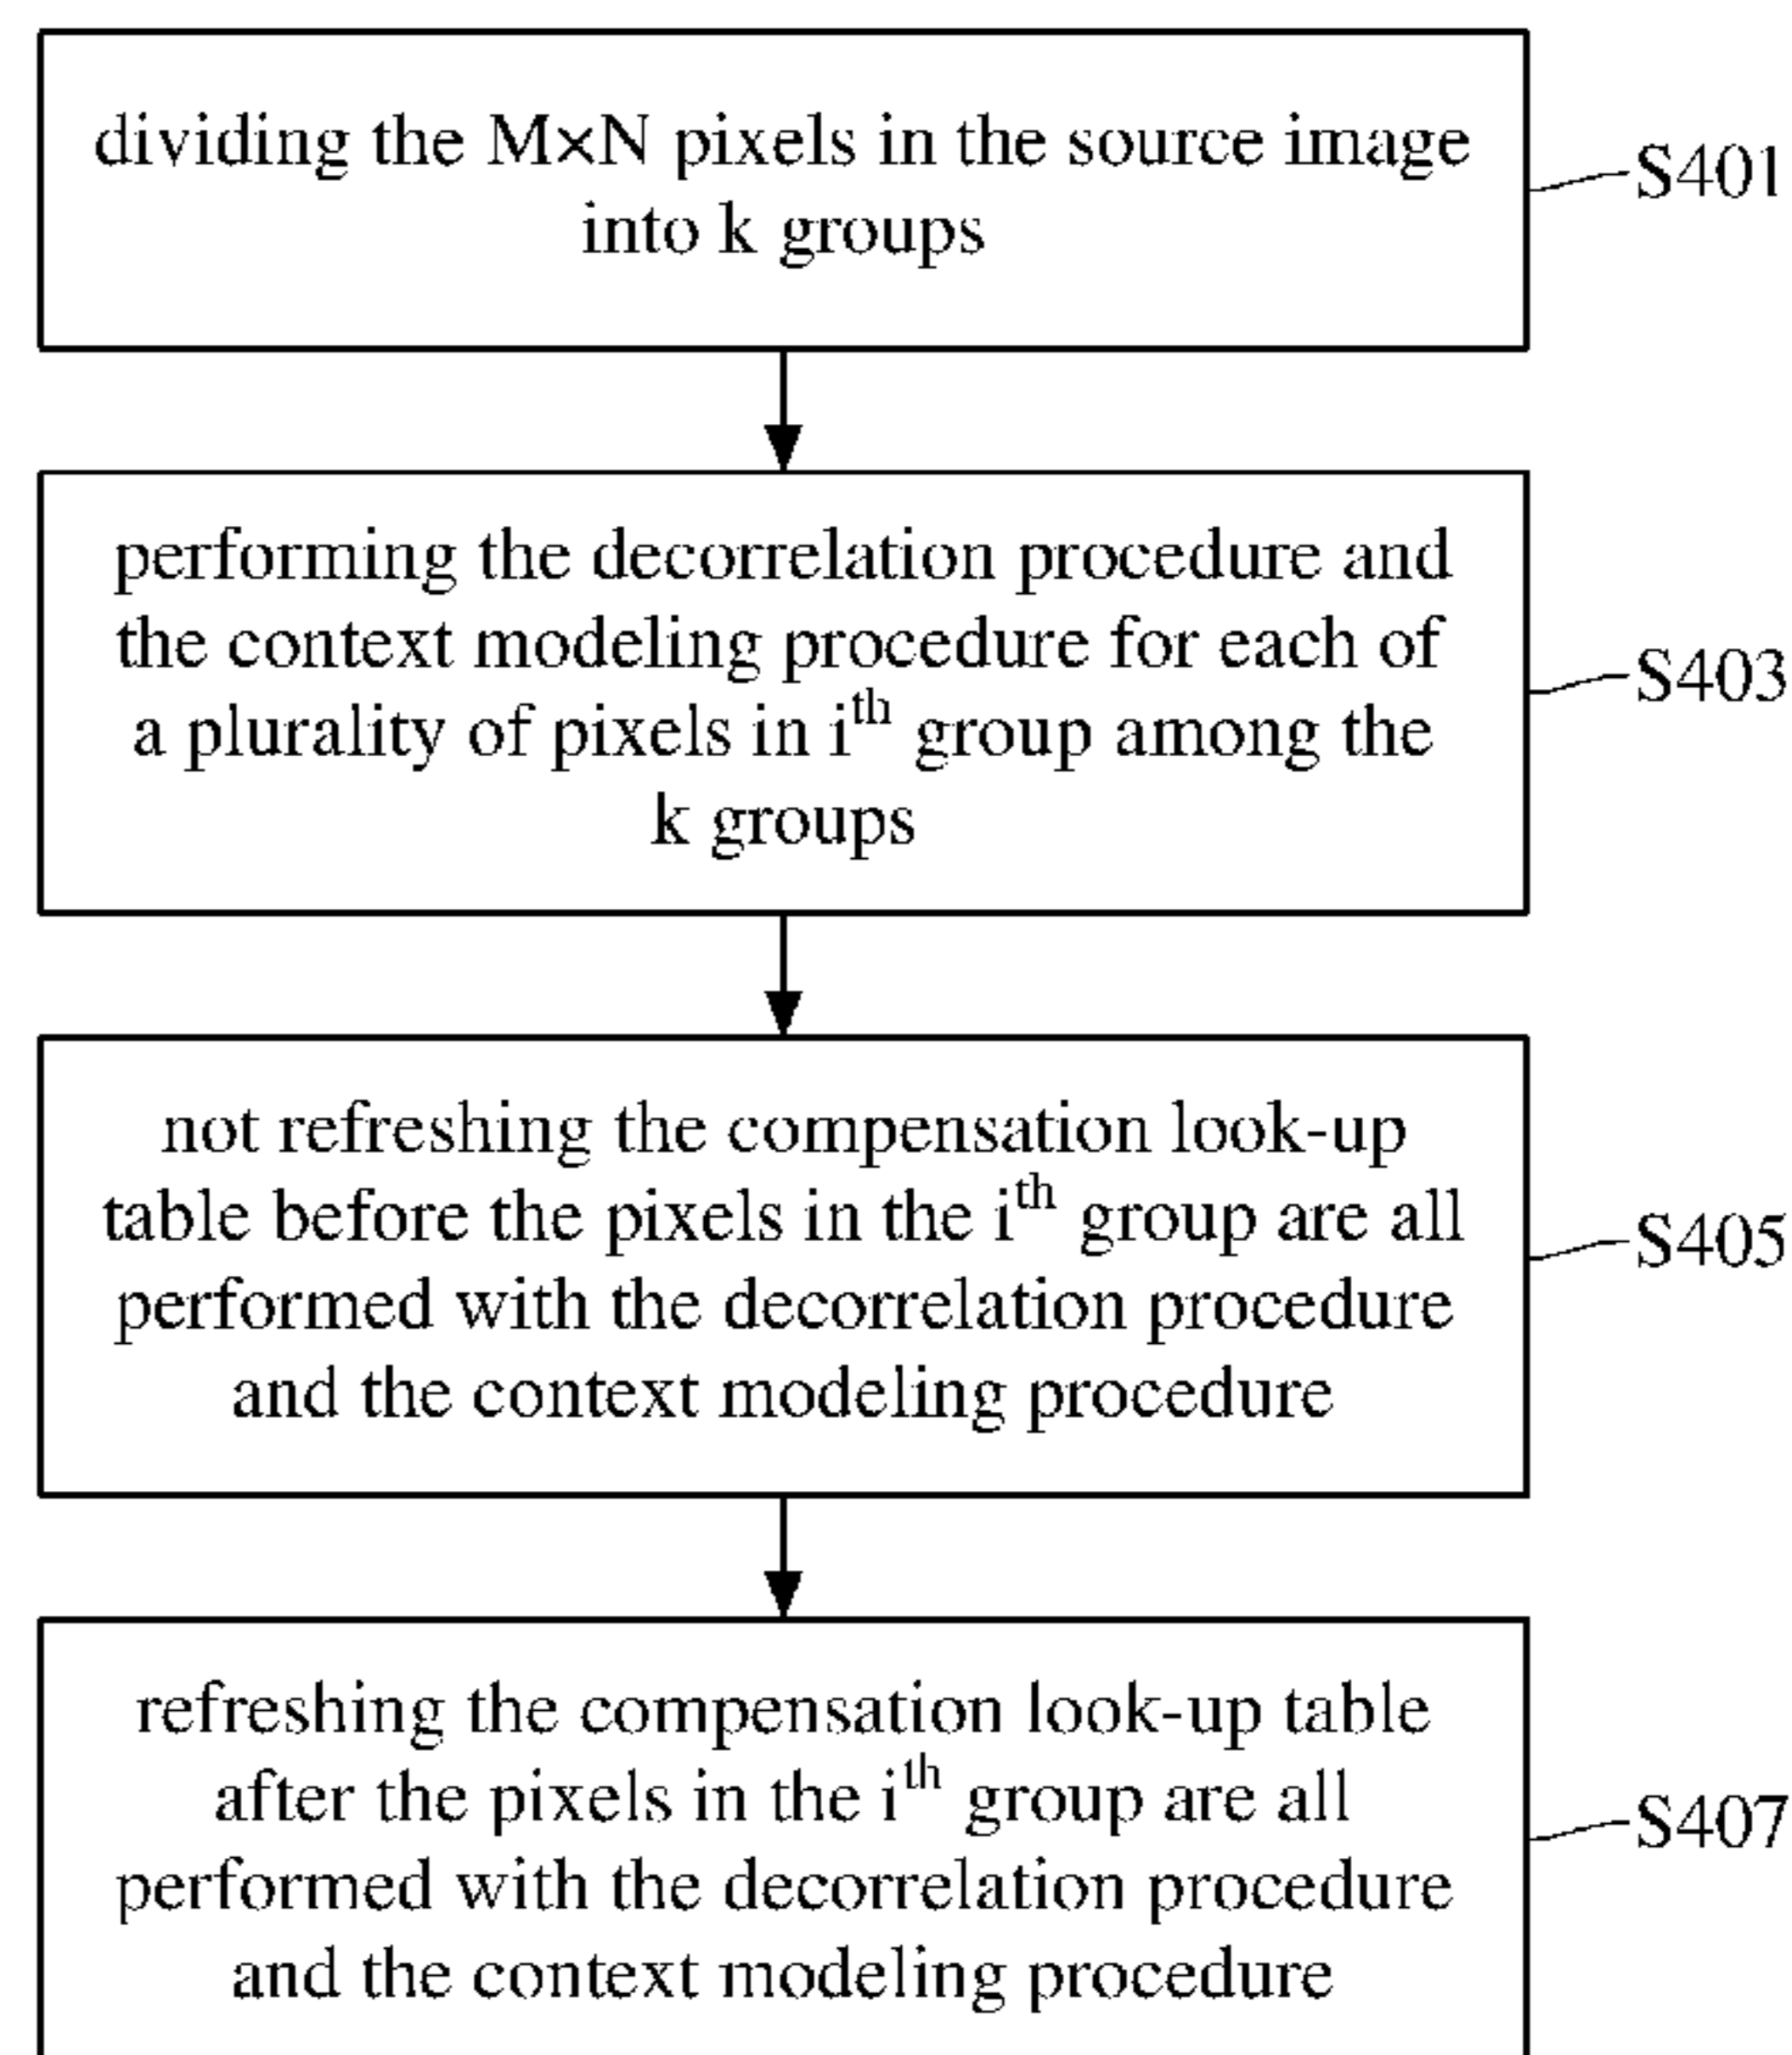 dividing the M×N pixels in the source image
into k groups
S401
performing the decorrelation procedure and
the context modeling procedure for each of
a plurality of pixels in iᵗʰ group among the
k groups
S403
not refreshing the compensation look-up
table before the pixels in the iᵗʰ group are all
performed with the decorrelation procedure
and the context modeling procedure
S405
refreshing the compensation look-up table
after the pixels in the iᵗʰ group are all
performed with the decorrelation procedure
and the context modeling procedure
S407